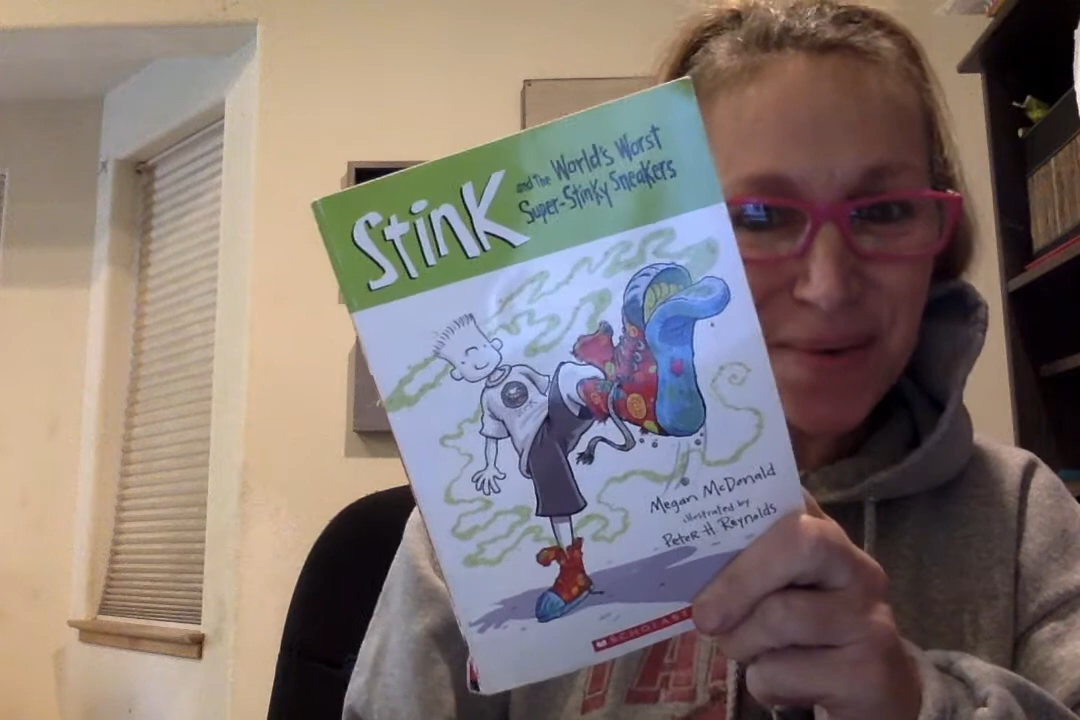 Stink
and The World's Worst
Super-Stinky Sneakers
Megan McDonald
illustrated by
Peter H. Reynolds
SCHOLASTIC